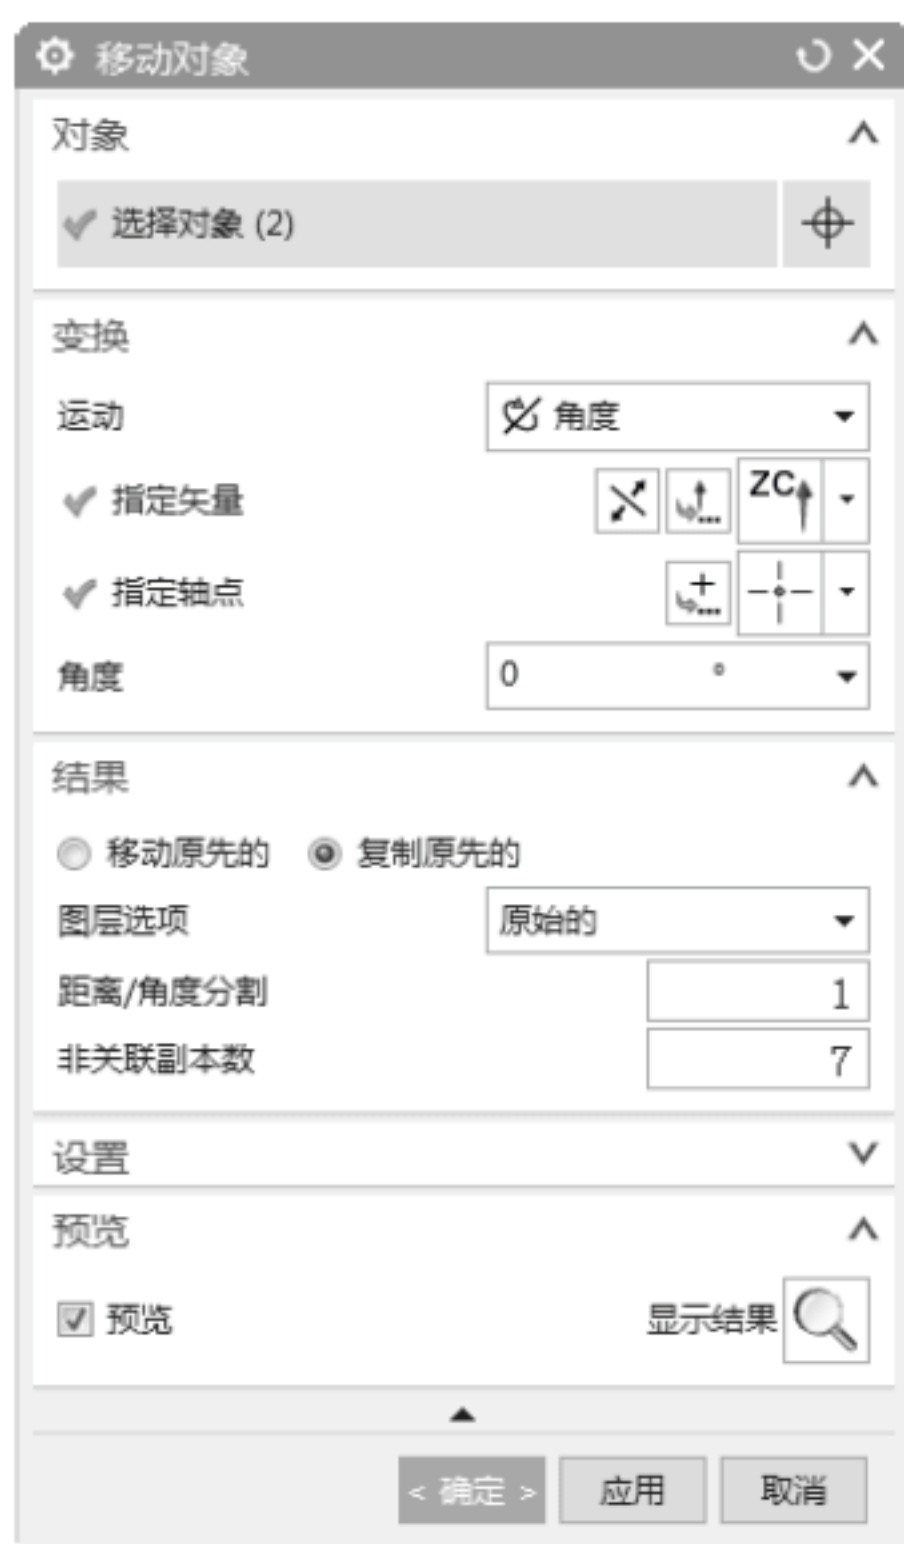 移动对象
对象
选择对象 (2)
变换
运动 角度
指定矢量 ZC
指定轴点
角度 0 °
结果
移动原先的 复制原先的
图层选项 原始的
距离/角度分割 1
非关联副本数 7
设置
预览
预览 显示结果
< 确定 > 应用 取消